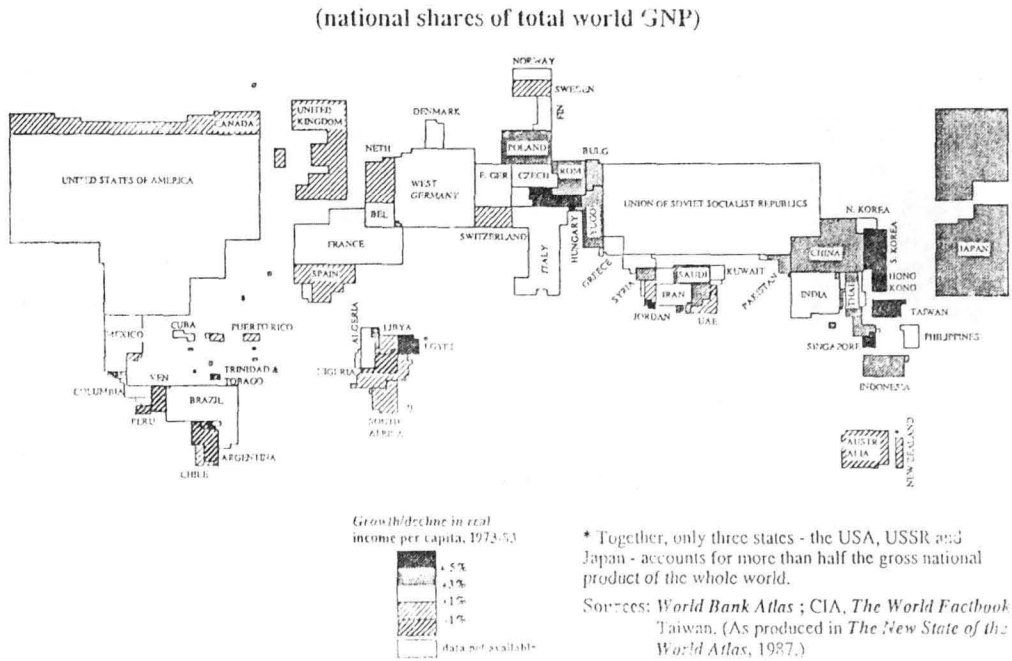 (national shares of total world GNP)
NORWAY
SWEDEN
CANADA
UNITED
KINGDOM
DENMARK
FIN
NETH
POLAND
BULG
ROM
UNITED STATES OF AMERICA
WEST
GERMANY
E. GER
CZECH
UNION OF SOVIET SOCIALIST REPUBLICS
BEL
N. KOREA
FRANCE
SWITZERLAND
HUNGARY
YUGO
S. KOREA
CHINA
JAPAN
ITALY
GREECE
SPAIN
SYRIA
SAUDI
KUWAIT
PAKISTAN
IRAN
INDIA
THAI
HONG
KONG
JORDAN
UAE
TAIWAN
MEXICO
CUBA
PUERTO RICO
ALGERIA
LIBYA
EGYPT
SINGAPORE
PHILIPPINES
TRINIDAD &
TOBAGO
VEN
NIGERIA
INDONESIA
COLUMBIA
BRAZIL
PERU
SOUTH
AFRICA
ARGENTINA
CHILE
AUSTR
ALIA
NEW ZEALAND
Growth/decline in real
income per capita, 1973-83
+5%
+3%
+1%
-1%
data not available
* Together, only three states - the USA, USSR and
Japan - accounts for more than half the gross national
product of the whole world.
Sources: World Bank Atlas ; CIA, The World Factbook
Taiwan. (As produced in The New State of the
World Atlas, 1987.)